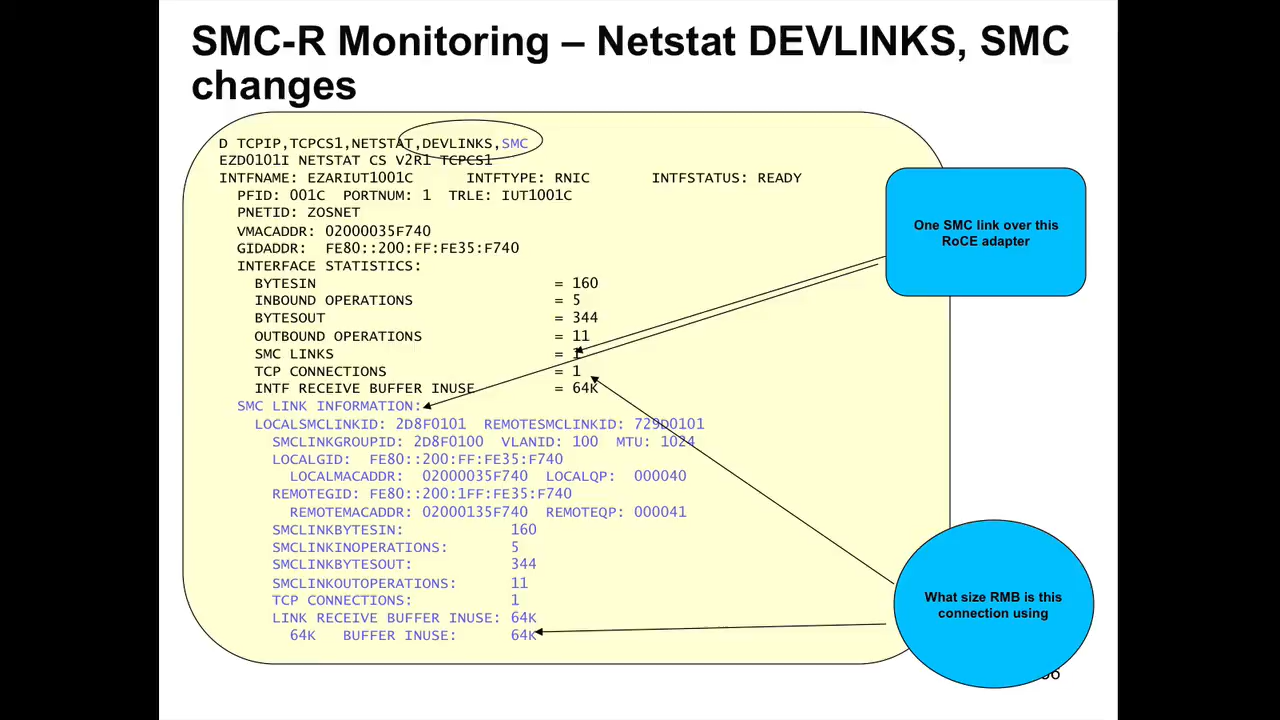 SMC-R Monitoring – Netstat DEVLINKS, SMC
changes
D TCPIP,TCPCS1,NETSTAT,DEVLINKS,SMC
EZD0101I NETSTAT CS V2R1 TCPCS1
INTFNAME: EZARIUT1001C INTFTYPE: RNIC INTFSTATUS: READY
PFID: 001C PORTNUM: 1 TRLE: IUT1001C
PNETID: ZOSNET
VMACADDR: 02000035F740
GIDADDR: FE80::200:FF:FE35:F740
INTERFACE STATISTICS:
BYTESIN = 160
INBOUND OPERATIONS = 5
BYTESOUT = 344
OUTBOUND OPERATIONS = 11
SMC LINKS = 1
TCP CONNECTIONS = 1
INTF RECEIVE BUFFER INUSE = 64K
SMC LINK INFORMATION:
LOCALSMCLINKID: 2D8F0101 REMOTESMCLINKID: 729D0101
SMCLINKGROUPID: 2D8F0100 VLANID: 100 MTU: 1024
LOCALGID: FE80::200:FF:FE35:F740
LOCALMACADDR: 02000035F740 LOCALQP: 000040
REMOTEGID: FE80::200:1FF:FE35:F740
REMOTEMACADDR: 02000135F740 REMOTEQP: 000041
SMCLINKBYTESIN: 160
SMCLINKINOPERATIONS: 5
SMCLINKBYTESOUT: 344
SMCLINKOUTOPERATIONS: 11
TCP CONNECTIONS: 1
LINK RECEIVE BUFFER INUSE: 64K
64K BUFFER INUSE: 64K
One SMC link over this
RoCE adapter
What size RMB is this
connection using